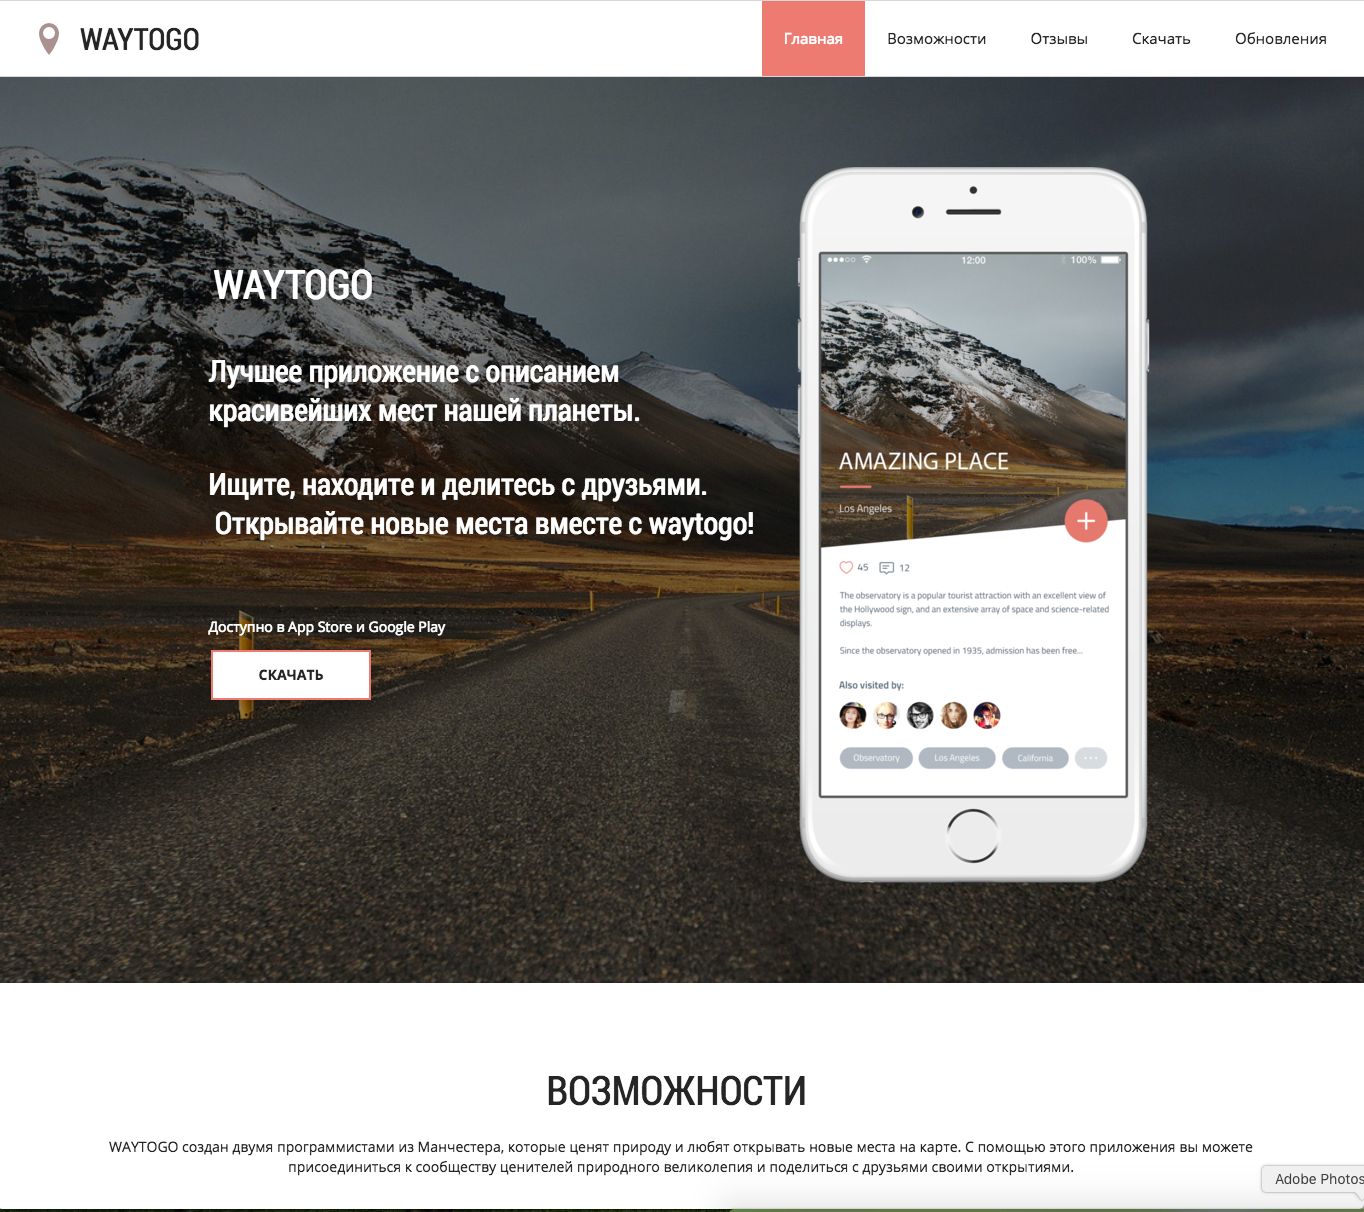 WAYTOGO
Главная
Возможности
Отзывы
Скачать
Обновления
WAYTOGO
Лучшее приложение с описанием
красивейших мест нашей планеты.
Ищите, находите и делитесь с друзьями.
Открывайте новые места вместе с waytogo!
Доступно в App Store и Google Play
СКАЧАТЬ
12:00
100%
AMAZING PLACE
Los Angeles
45
12
The observatory is a popular tourist attraction with an excellent view of
the Hollywood sign, and an extensive array of space and science-related
displays.
Since the observatory opened in 1935, admission has been free...
Also visited by:
Observatory
Los Angeles
California
ВОЗМОЖНОСТИ
WAYTOGO создан двумя программистами из Манчестера, которые ценят природу и любят открывать новые места на карте. С помощью этого приложения вы можете
присоединиться к сообществу ценителей природного великолепия и поделиться с друзьями своими открытиями.
Adobe Photos